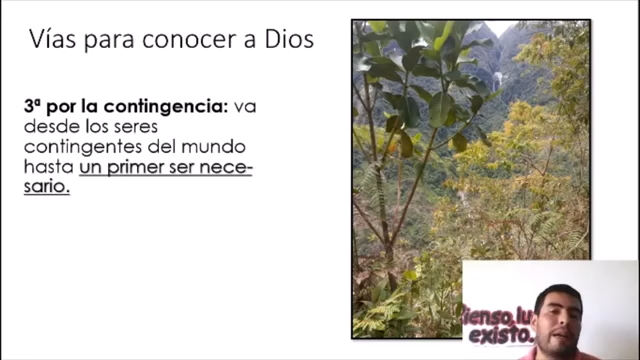 Vías para conocer a Dios
3ª por la contingencia: va
desde los seres
contingentes del mundo
hasta un primer ser nece-
sario.
existo.